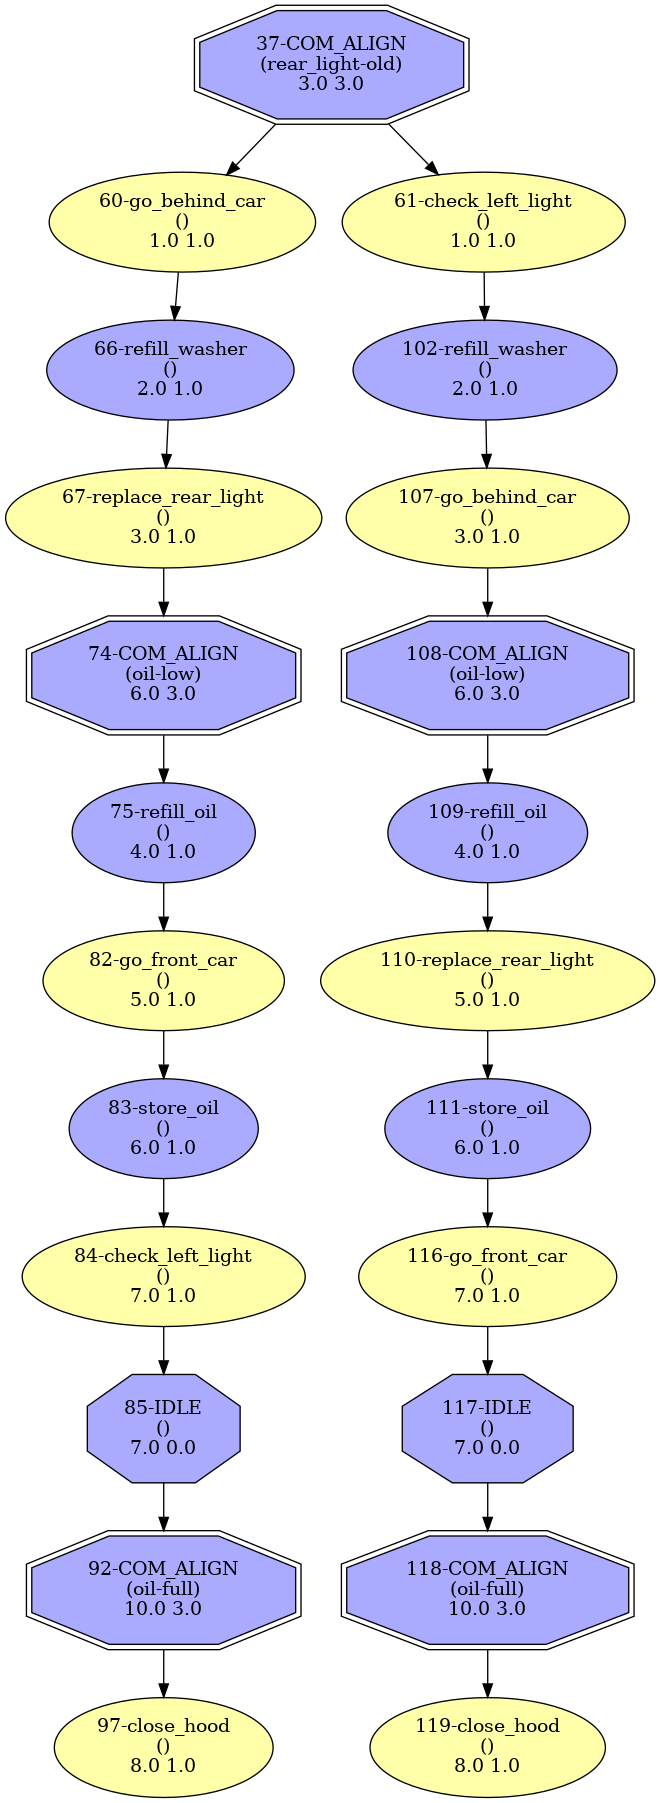 37-COM_ALIGN
(rear_light-old)
3.0 3.0
60-go_behind_car
()
1.0 1.0
61-check_left_light
()
1.0 1.0
66-refill_washer
()
2.0 1.0
102-refill_washer
()
2.0 1.0
67-replace_rear_light
()
3.0 1.0
107-go_behind_car
()
3.0 1.0
74-COM_ALIGN
(oil-low)
6.0 3.0
108-COM_ALIGN
(oil-low)
6.0 3.0
75-refill_oil
()
4.0 1.0
109-refill_oil
()
4.0 1.0
82-go_front_car
()
5.0 1.0
110-replace_rear_light
()
5.0 1.0
83-store_oil
()
6.0 1.0
111-store_oil
()
6.0 1.0
84-check_left_light
()
7.0 1.0
116-go_front_car
()
7.0 1.0
85-IDLE
()
7.0 0.0
117-IDLE
()
7.0 0.0
92-COM_ALIGN
(oil-full)
10.0 3.0
118-COM_ALIGN
(oil-full)
10.0 3.0
97-close_hood
()
8.0 1.0
119-close_hood
()
8.0 1.0